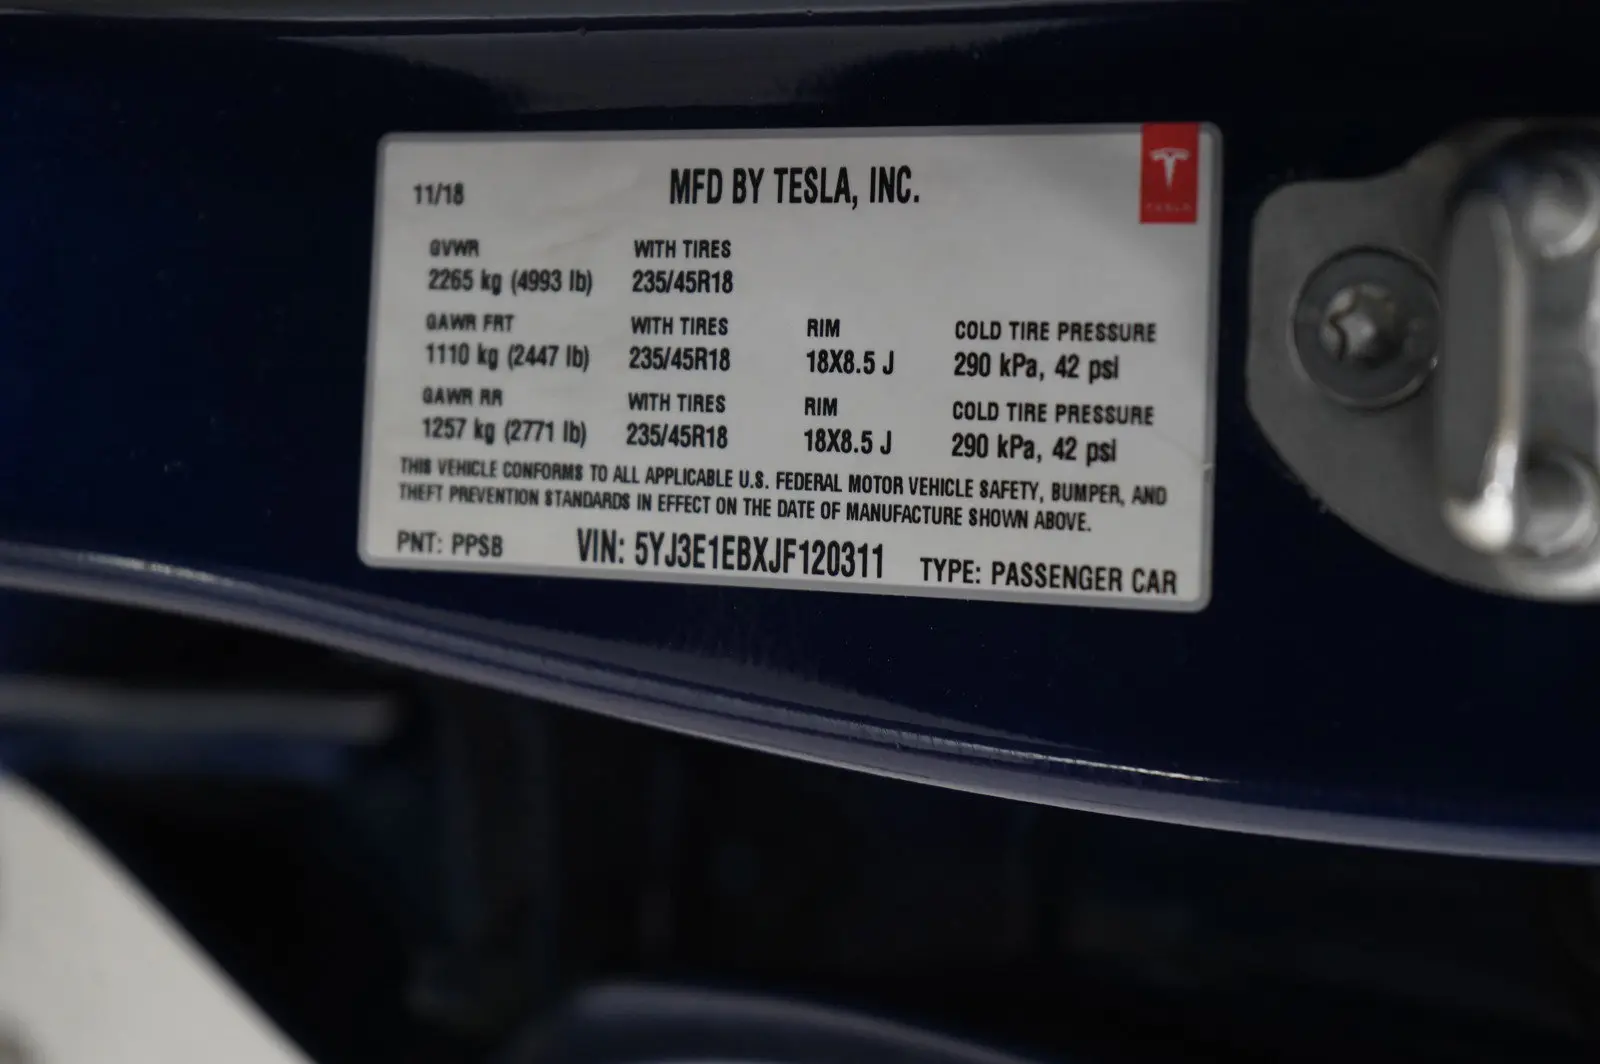 11/18 MFD BY TESLA, INC.
TESLA
GVWR WITH TIRES
2265 kg (4993 lb) 235/45R18
GAWR FRT WITH TIRES RIM COLD TIRE PRESSURE
1110 kg (2447 lb) 235/45R18 18X8.5 J 290 kPa, 42 psi
GAWR RR WITH TIRES RIM COLD TIRE PRESSURE
1257 kg (2771 lb) 235/45R18 18X8.5 J 290 kPa, 42 psi
THIS VEHICLE CONFORMS TO ALL APPLICABLE U.S. FEDERAL MOTOR VEHICLE SAFETY, BUMPER, AND
THEFT PREVENTION STANDARDS IN EFFECT ON THE DATE OF MANUFACTURE SHOWN ABOVE.
PNT: PPSB VIN: 5YJ3E1EBXJF120311 TYPE: PASSENGER CAR